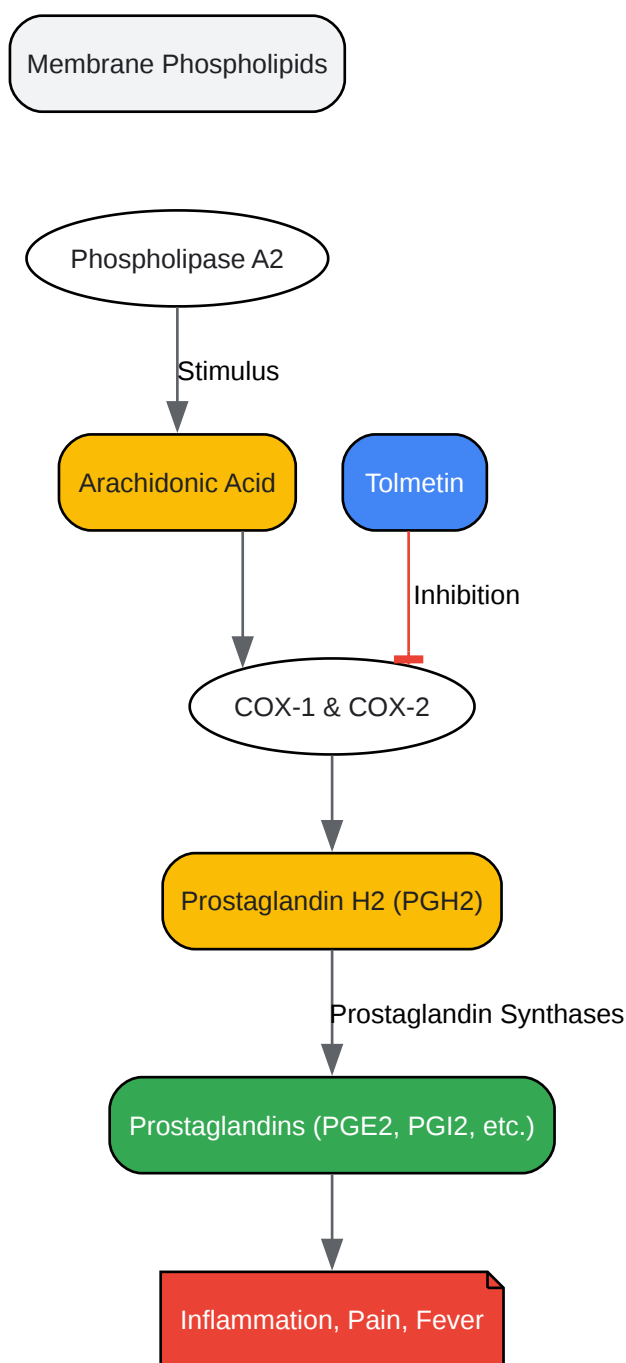 Membrane Phospholipids
Phospholipase A2
Stimulus
Arachidonic Acid
Tolmetin
Inhibition
COX-1 & COX-2
Prostaglandin H2 (PGH2)
Prostaglandin Synthases
Prostaglandins (PGE2, PGI2, etc.)
Inflammation, Pain, Fever